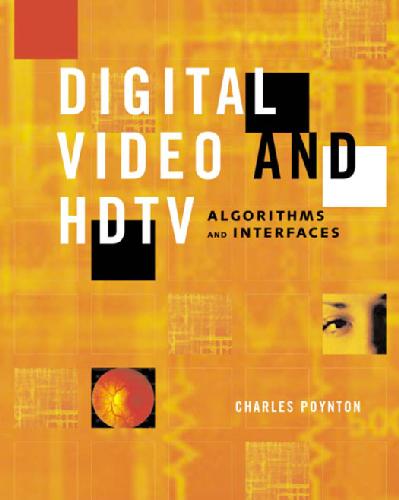 DIGITAL
VIDEO AND
HDTV
ALGORITHMS
AND INTERFACES
CHARLES POYNTON